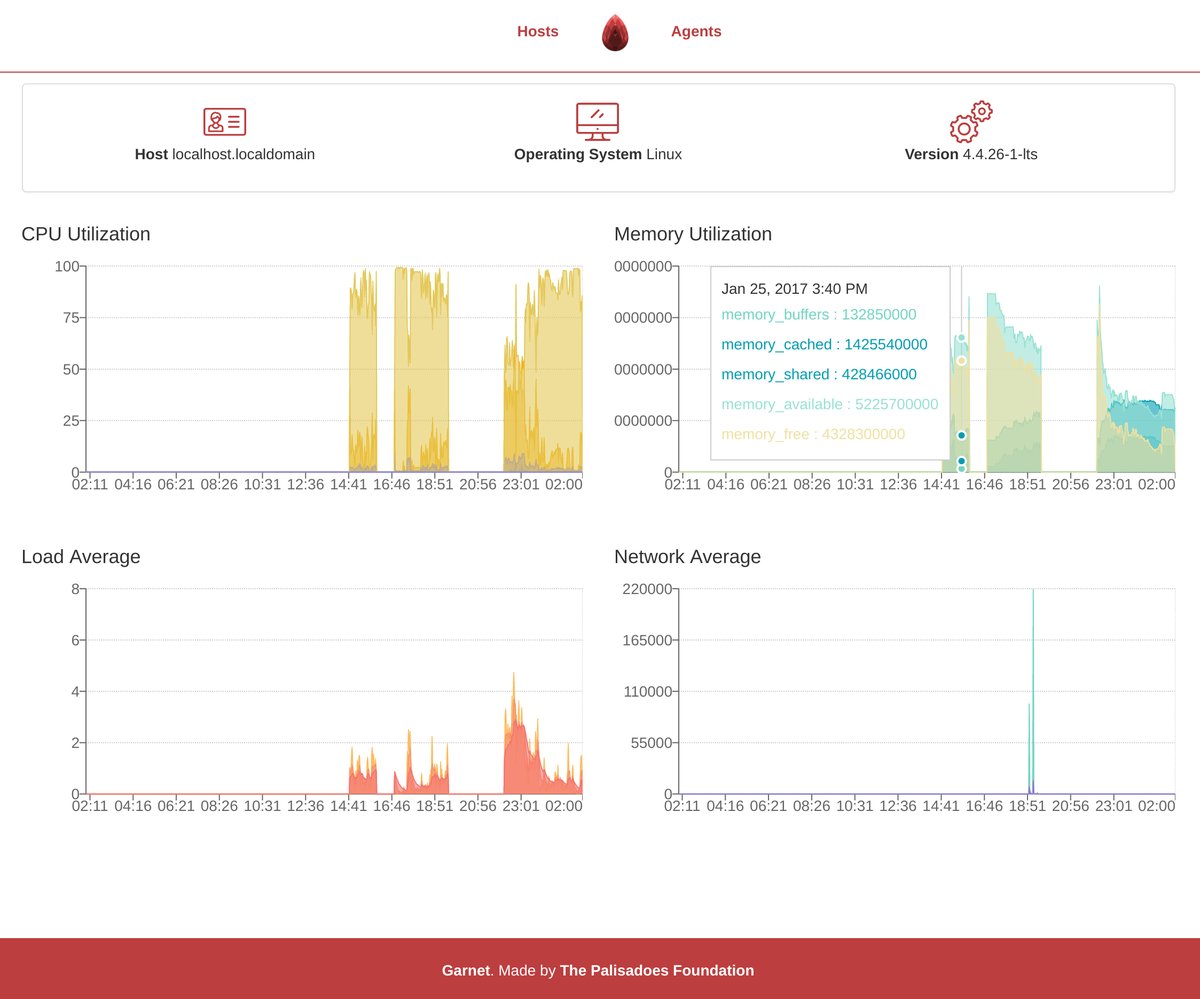 Hosts Agents
Host localhost.localdomain Operating System Linux Version 4.4.26-1-lts
CPU Utilization
100
75
50
25
0
02:11 04:16 06:21 08:26 10:31 12:36 14:41 16:46 18:51 20:56 23:01 02:00
Memory Utilization
0000000
0000000
0000000
0000000
0
Jan 25, 2017 3:40 PM
memory_buffers : 132850000
memory_cached : 1425540000
memory_shared : 428466000
memory_available : 5225700000
memory_free : 4328300000
02:11 04:16 06:21 08:26 10:31 12:36 14:41 16:46 18:51 20:56 23:01 02:00
Load Average
8
6
4
2
0
02:11 04:16 06:21 08:26 10:31 12:36 14:41 16:46 18:51 20:56 23:01 02:00
Network Average
220000
165000
110000
55000
0
02:11 04:16 06:21 08:26 10:31 12:36 14:41 16:46 18:51 20:56 23:01 02:00
Garnet. Made by The Palisadoes Foundation